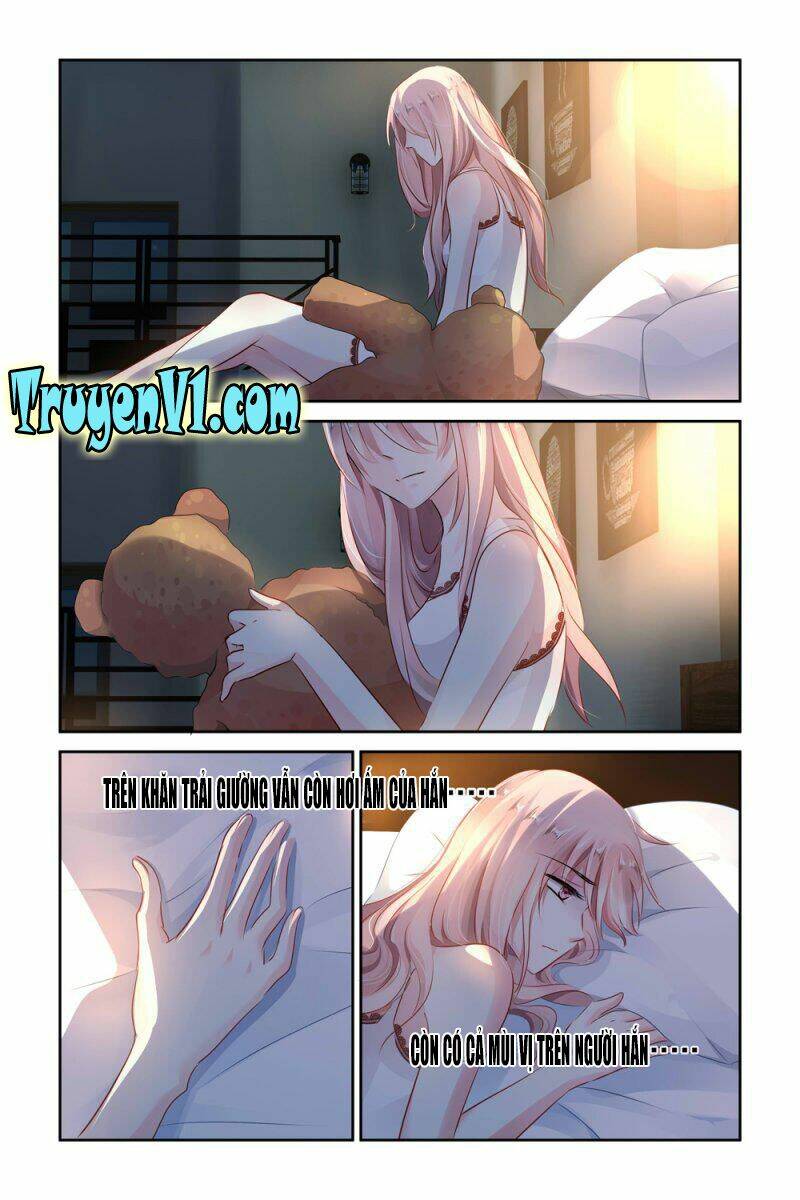 TruyenV1.com
TRÊN KHĂN TRẢI GIƯỜNG VẪN CÒN HƠI ẤM CỦA HẮN·····
CÒN CÓ CẢ MÙI VỊ TRÊN NGƯỜI HẮN·····